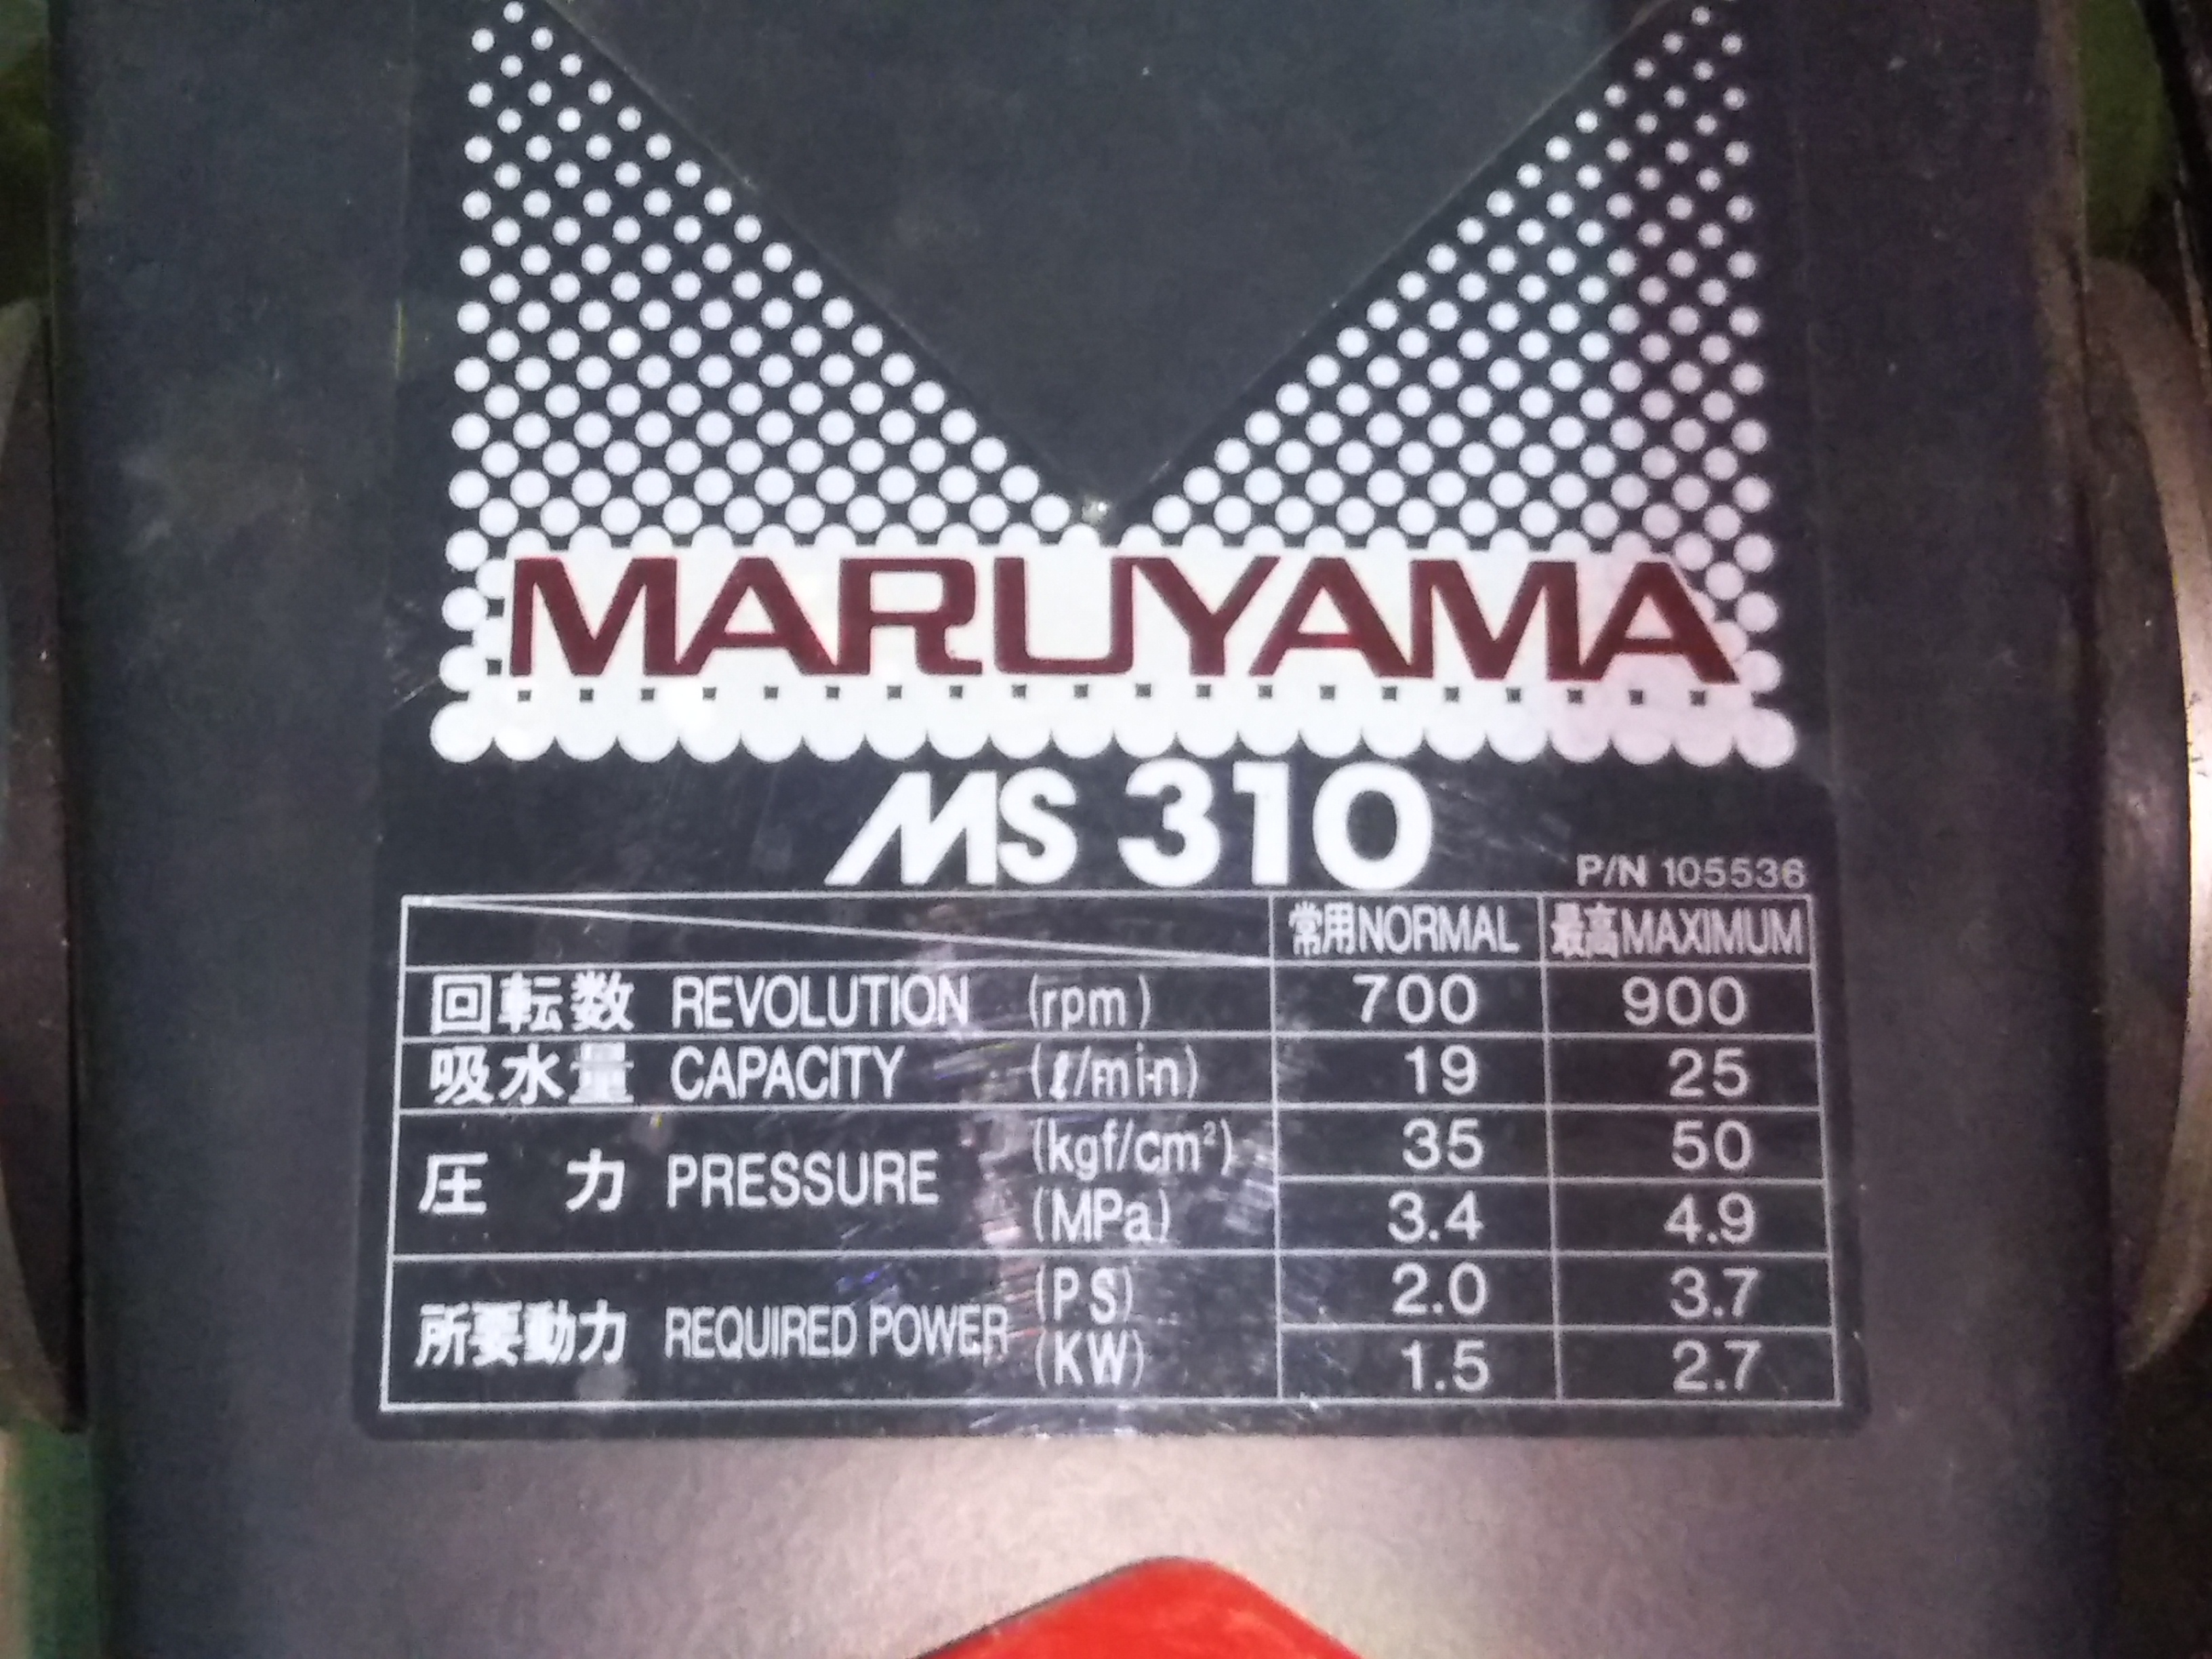 MARUYAMA
MS 310
P/N 105536
常用NORMAL 最高MAXIMUM
回転数 REVOLUTION (rpm) 700 900
吸水量 CAPACITY (ℓ/min) 19 25
圧力 PRESSURE (kgf/cm²) 35 50
(MPa) 3.4 4.9
所要動力 REQUIRED POWER (PS) 2.0 3.7
(KW) 1.5 2.7